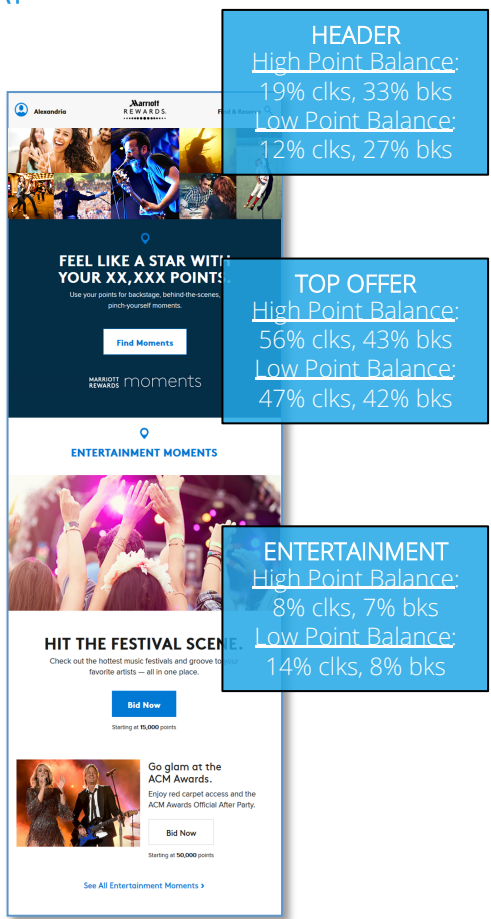 HEADER
High Point Balance:
19% clks, 33% bks
Low Point Balance:
12% clks, 27% bks
Alexandria
Marriott
REWARDS.
Find & Reserve
FEEL LIKE A STAR WITH
YOUR XX,XXX POINTS.
Use your points for backstage, behind-the-scenes,
pinch-yourself moments.
Find Moments
MARRIOTT
REWARDS moments
TOP OFFER
High Point Balance:
56% clks, 43% bks
Low Point Balance:
47% clks, 42% bks
ENTERTAINMENT MOMENTS
ENTERTAINMENT
High Point Balance:
8% clks, 7% bks
Low Point Balance:
14% clks, 8% bks
HIT THE FESTIVAL SCENE.
Check out the hottest music festivals and groove to your
favorite artists — all in one place.
Bid Now
Starting at 15,000 points
Go glam at the
ACM Awards.
Enjoy red carpet access and the
ACM Awards Official After Party.
Bid Now
Starting at 50,000 points
See All Entertainment Moments ›